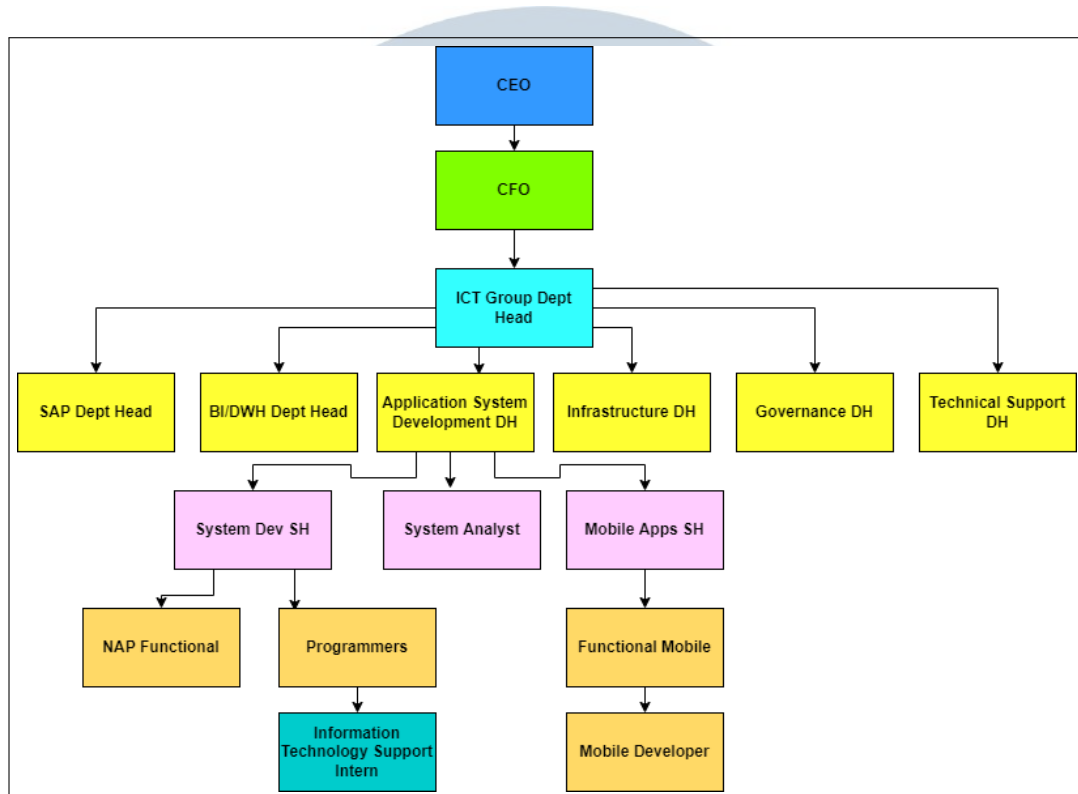 CEO
CFO
ICT Group Dept
Head
SAP Dept Head
BI/DWH Dept Head
Application System
Development DH
Infrastructure DH
Governance DH
Technical Support
DH
System Dev SH
System Analyst
Mobile Apps SH
NAP Functional
Programmers
Functional Mobile
Information
Technology Support
Intern
Mobile Developer